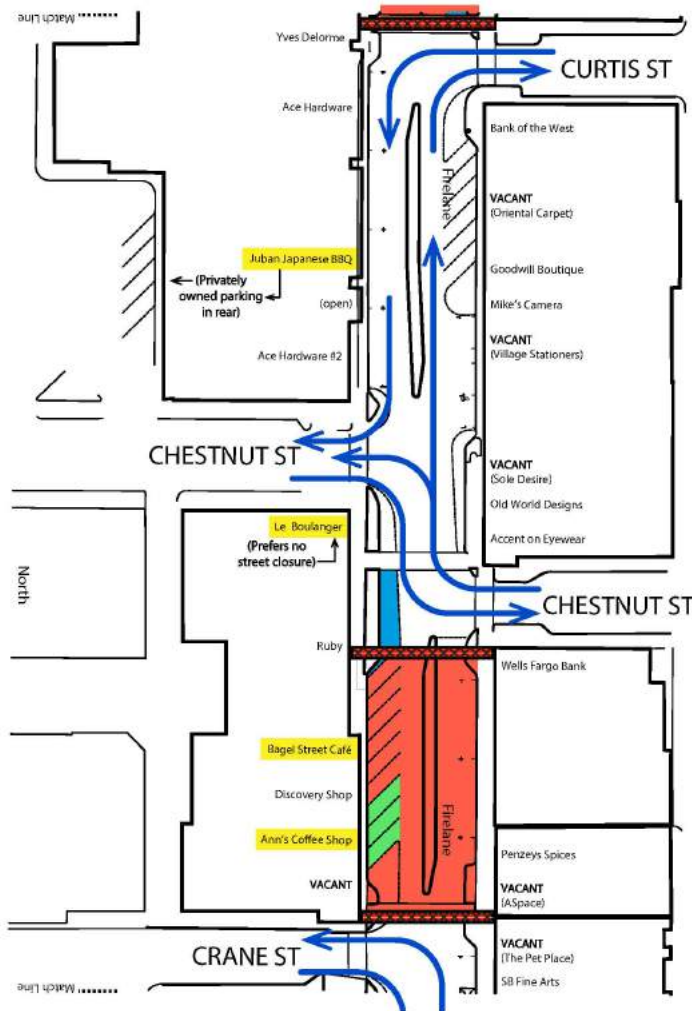 Match Line
Yves Delorme
CURTIS ST
Ace Hardware
Bank of the West
Firelane
VACANT
(Oriental Carpet)
Juban Japanese BBQ
Goodwill Boutique
(Privately
owned parking
in rear)
(open)
Mike's Camera
VACANT
(Village Stationers)
Ace Hardware #2
CHESTNUT ST
VACANT
(Sole Desire)
Old World Designs
Le Boulanger
(Prefers no
street closure)
Accent on Eyewear
North
CHESTNUT ST
Ruby
Wells Fargo Bank
Bagel Street Café
Discovery Shop
Firelane
Ann's Coffee Shop
Penzeys Spices
VACANT
VACANT
(ASpace)
CRANE ST
VACANT
(The Pet Place)
SB Fine Arts
Match Line